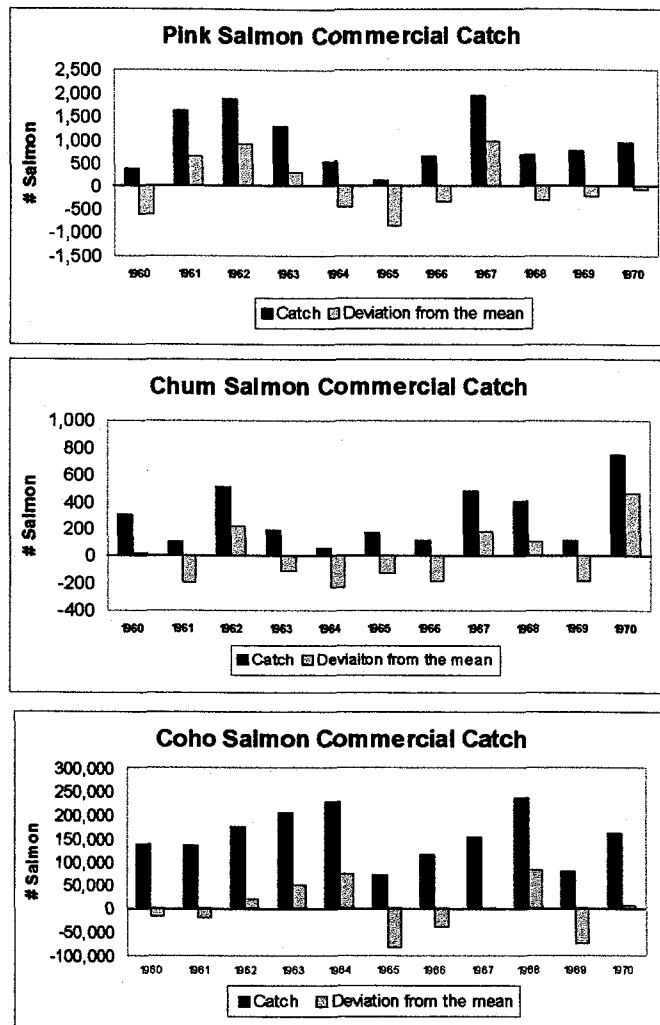 Pink Salmon Commercial Catch
2,500
2,000
1,500
1,000
500
0
-500
-1,000
-1,500
# Salmon
1960 1961 1962 1963 1964 1965 1966 1967 1968 1969 1970
Catch Deviation from the mean
Chum Salmon Commercial Catch
1,000
800
600
400
200
0
-200
-400
# Salmon
1960 1961 1962 1963 1964 1965 1966 1967 1968 1969 1970
Catch Deviaiton from the mean
Coho Salmon Commercial Catch
300,000
250,000
200,000
150,000
100,000
50,000
0
-50,000
-100,000
# Salmon
1960 1961 1962 1963 1964 1965 1966 1967 1968 1969 1970
Catch Deviation from the mean